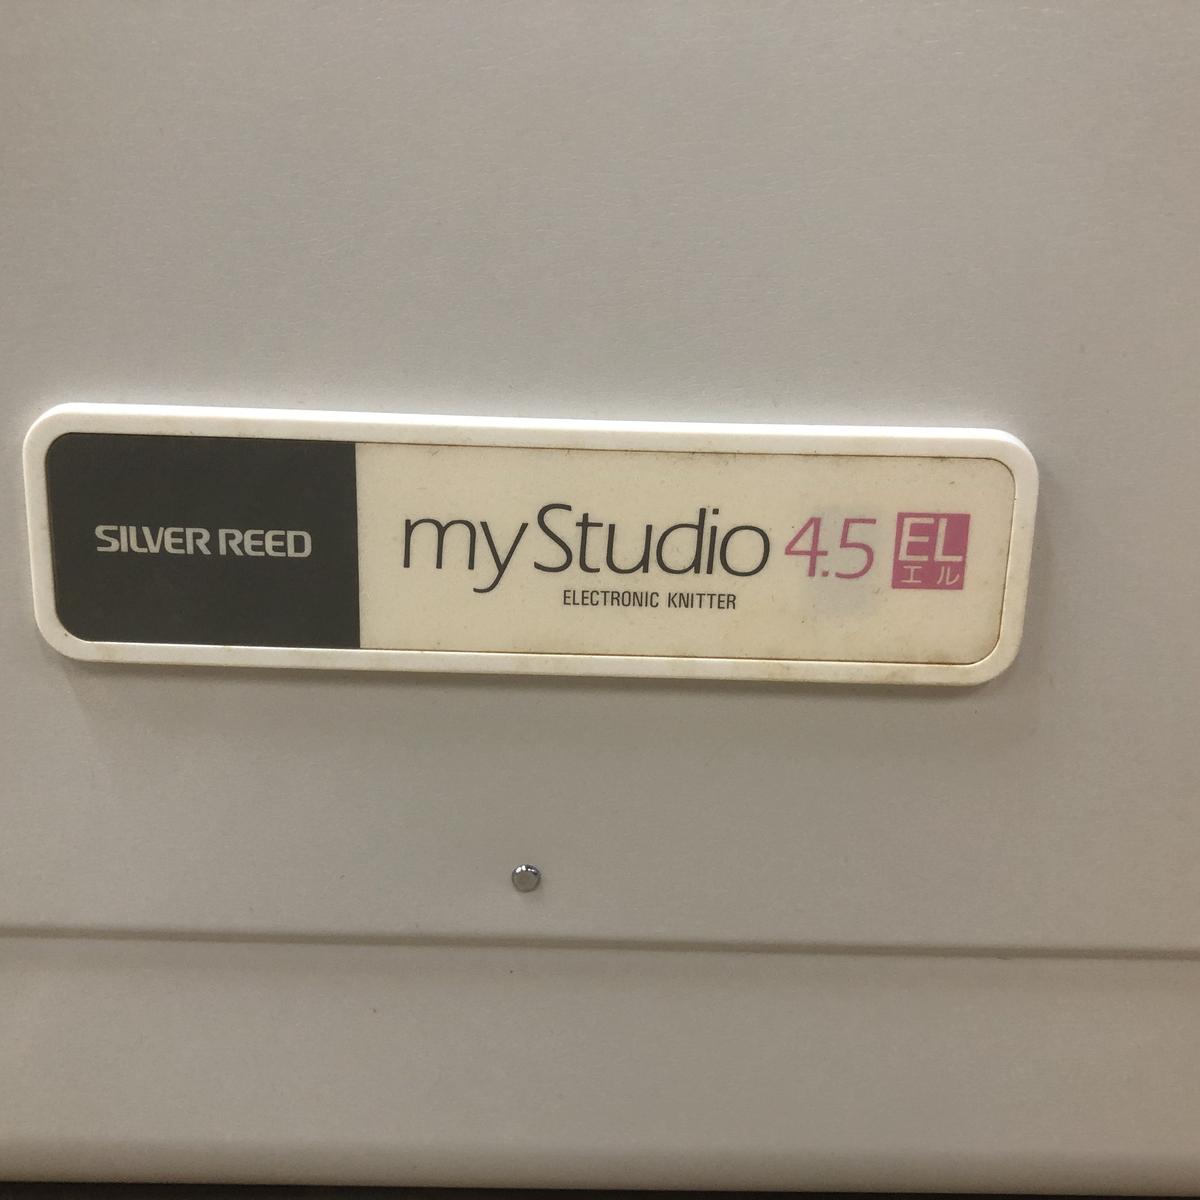 SILVER REED
myStudio 4.5 EL
エル
ELECTRONIC KNITTER